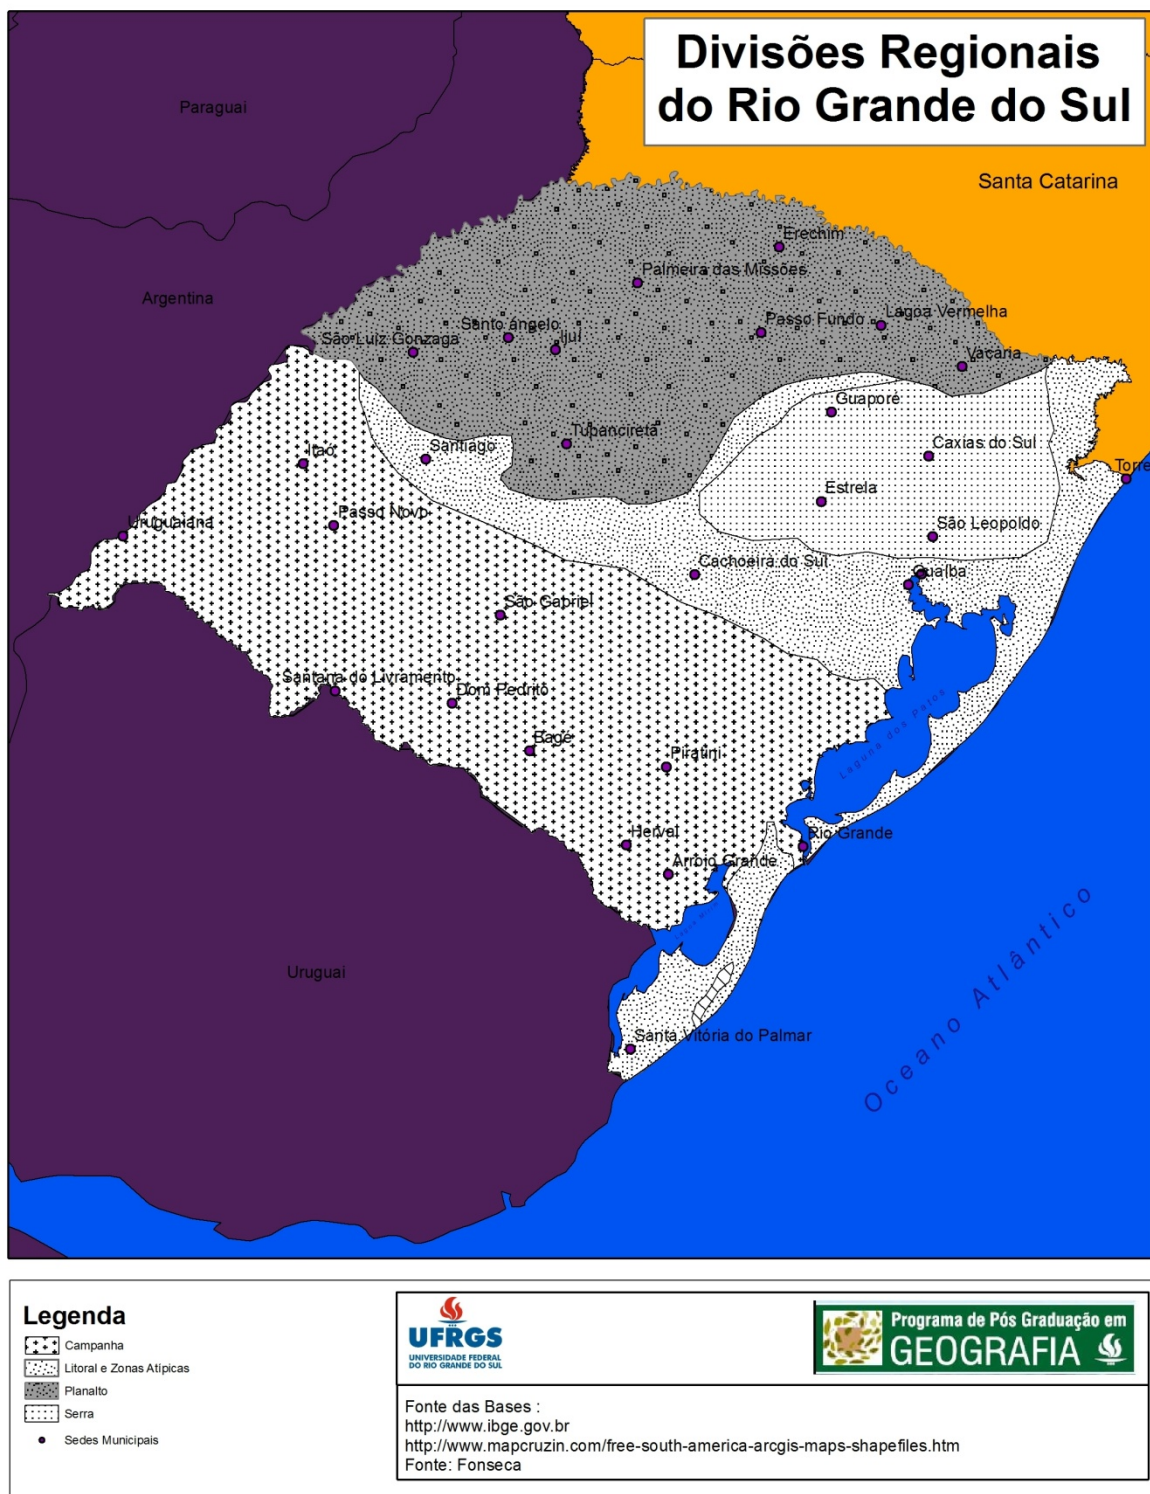 Divisões Regionais
do Rio Grande do Sul
Paraguai
Santa Catarina
Erechim
Palmeira das Missões
Argentina
Lagoa Vermelha
Santo ângelo
Passo Fundo
São Luiz Gonzaga
Ijuí
Vacaria
Guaporé
Tupanciretã
Santiago
Caxias do Sul
Itaó
Torre
Estrela
Passo Novo
Uruguaiana
São Leopoldo
Cachoeira do Sul
Guaíba
São Gabriel
Santana do Livramento
Dom Pedrito
Laguna dos Patos
Bagé
Piratini
Herval
Rio Grande
Arroio Grande
Oceano Atlântico
Uruguai
Santa Vitória do Palmar
Legenda
Campanha
Litoral e Zonas Atipicas
Planalto
Serra
Sedes Municipais
UFRGS
UNIVERSIDADE FEDERAL
DO RIO GRANDE DO SUL
Programa de Pós Graduação em
GEOGRAFIA
Fonte das Bases :
http://www.ibge.gov.br
http://www.mapcruzin.com/free-south-america-arcgis-maps-shapefiles.htm
Fonte: Fonseca